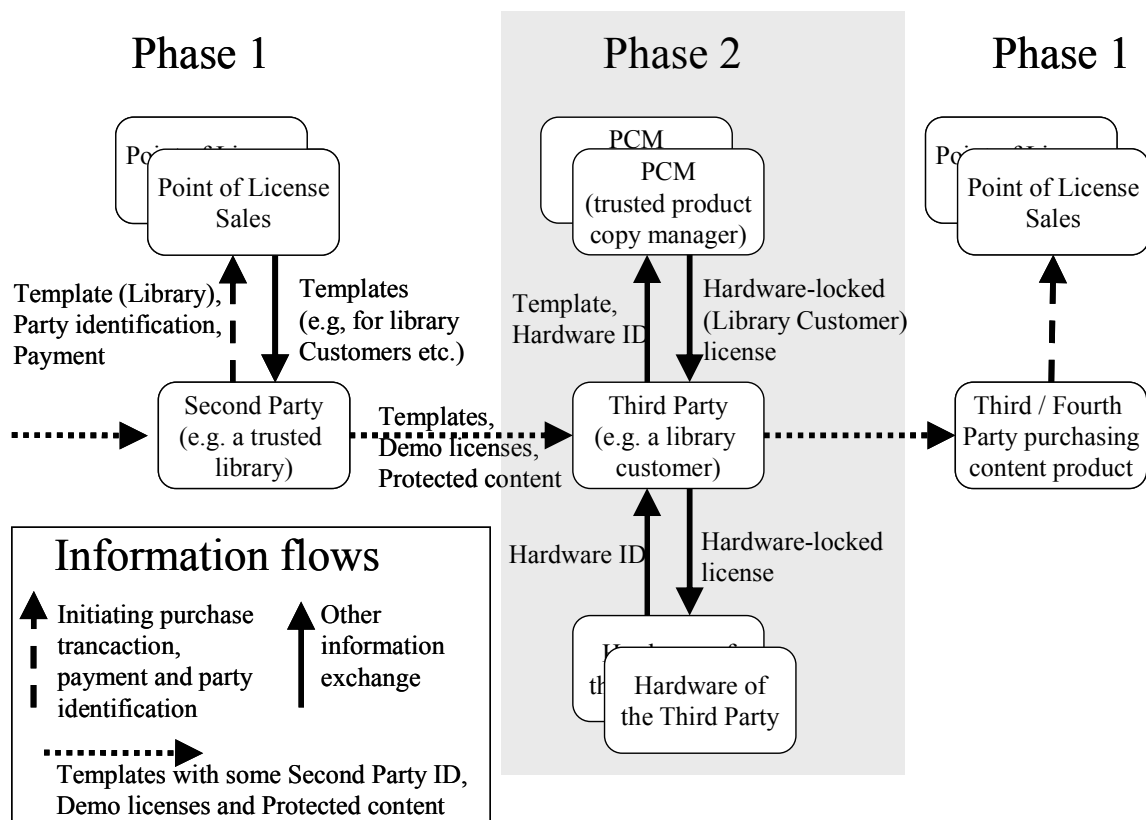 Phase 1
Phase 2
Phase 1
Point of
Point of License
Sales
PCM
PCM
(trusted product
copy manager)
Point of
Point of License
Sales
Template (Library),
Party identification,
Payment
Templates
(e.g, for library
Customers etc.)
Template,
Hardware ID
Hardware-locked
(Library Customer)
license
Second Party
(e.g. a trusted
library)
Templates,
Demo licenses,
Protected content
Third Party
(e.g. a library
customer)
Third / Fourth
Party purchasing
content product
Hardware ID
Hardware-locked
license
Hardware of
the Third Party
Information flows
Initiating purchase
trancaction,
payment and party
identification
Other
information
exchange
Templates with some Second Party ID,
Demo licenses and Protected content